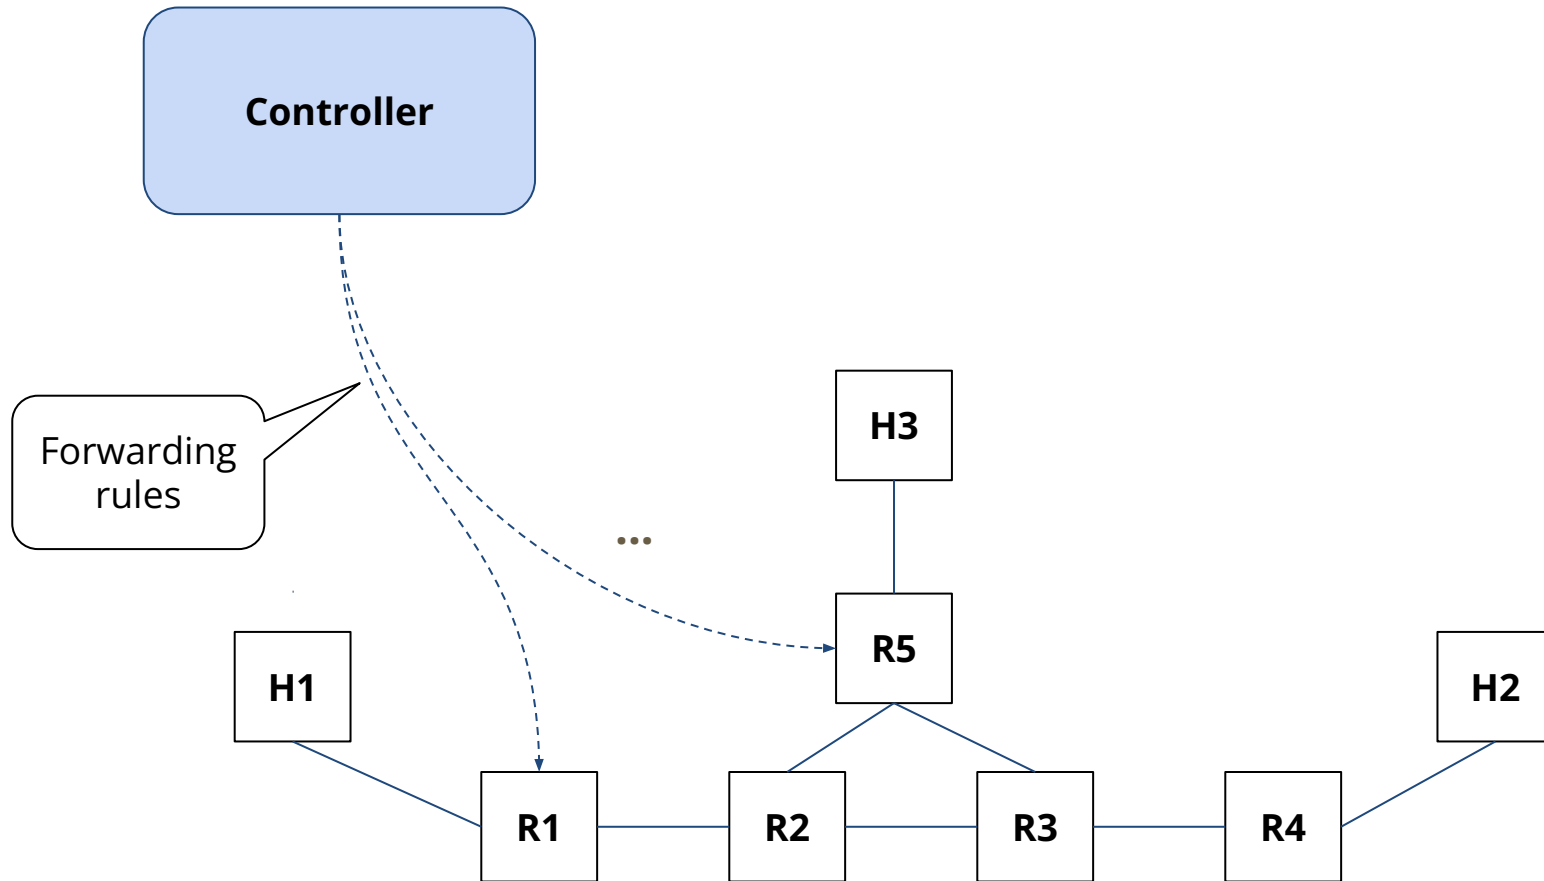 Controller
Forwarding
rules
H3
...
R5
H1
H2
R1
R2
R3
R4